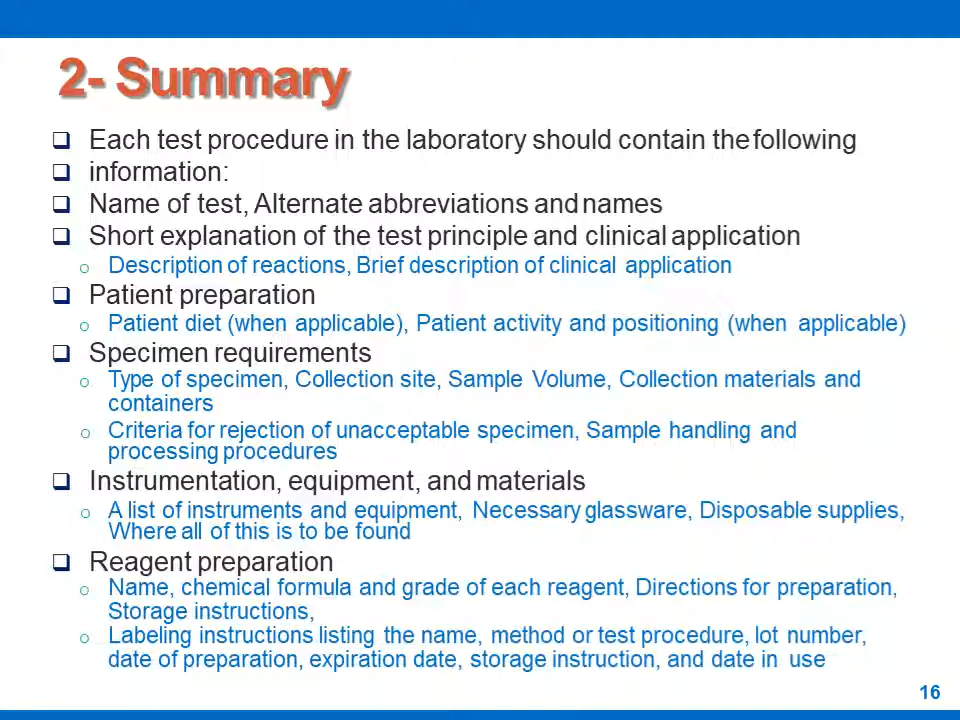 2- Summary
❑ Each test procedure in the laboratory should contain the following
❑ information:
❑ Name of test, Alternate abbreviations and names
❑ Short explanation of the test principle and clinical application
o Description of reactions, Brief description of clinical application
❑ Patient preparation
o Patient diet (when applicable), Patient activity and positioning (when applicable)
❑ Specimen requirements
o Type of specimen, Collection site, Sample Volume, Collection materials and
containers
o Criteria for rejection of unacceptable specimen, Sample handling and
processing procedures
❑ Instrumentation, equipment, and materials
o A list of instruments and equipment, Necessary glassware, Disposable supplies,
Where all of this is to be found
❑ Reagent preparation
o Name, chemical formula and grade of each reagent, Directions for preparation,
Storage instructions,
o Labeling instructions listing the name, method or test procedure, lot number,
date of preparation, expiration date, storage instruction, and date in use
16